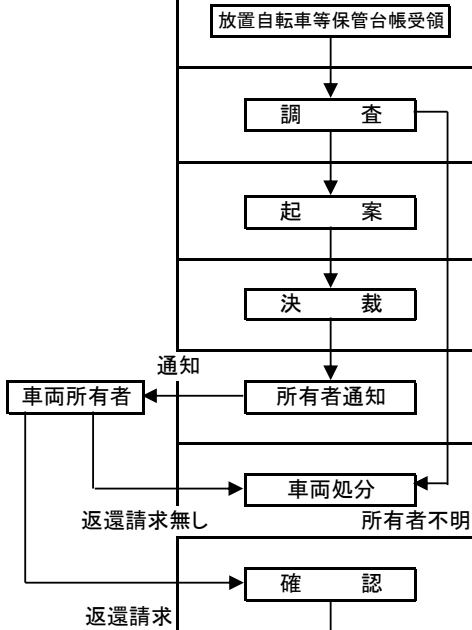 放置自転車等保管台帳受領
調　　査
起　　案
決　　裁
通知
車両所有者
所有者通知
車両処分
返還請求無し
所有者不明
確　　認
返還請求